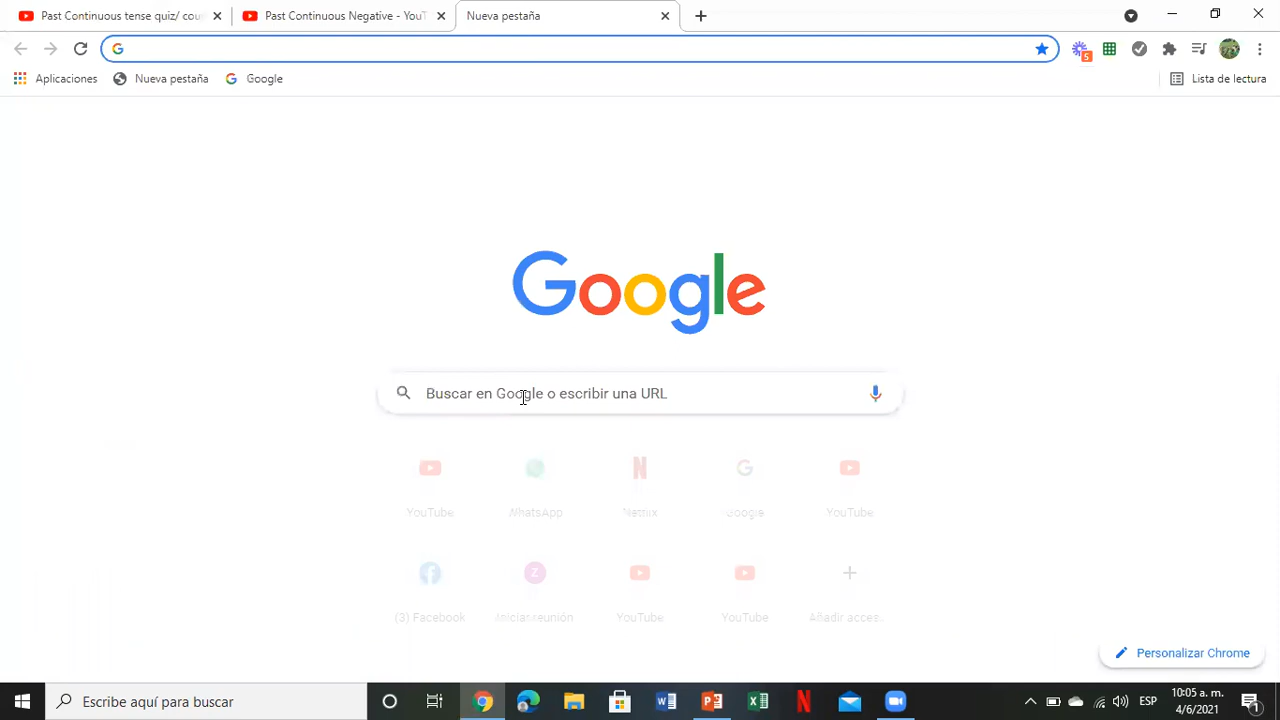 Past Continuous tense quiz/ cou
Past Continuous Negative - YouT
Nueva pestaña
5
Aplicaciones
Nueva pestaña
Google
Lista de lectura
Google
Buscar en Google o escribir una URL
YouTube
WhatsApp
Netflix
Google
YouTube
Z
(3) Facebook
Iniciar reunión
YouTube
YouTube
Añadir acces.
Personalizar Chrome
Escribe aquí para buscar
ESP
10:05 a. m.
4/6/2021
1